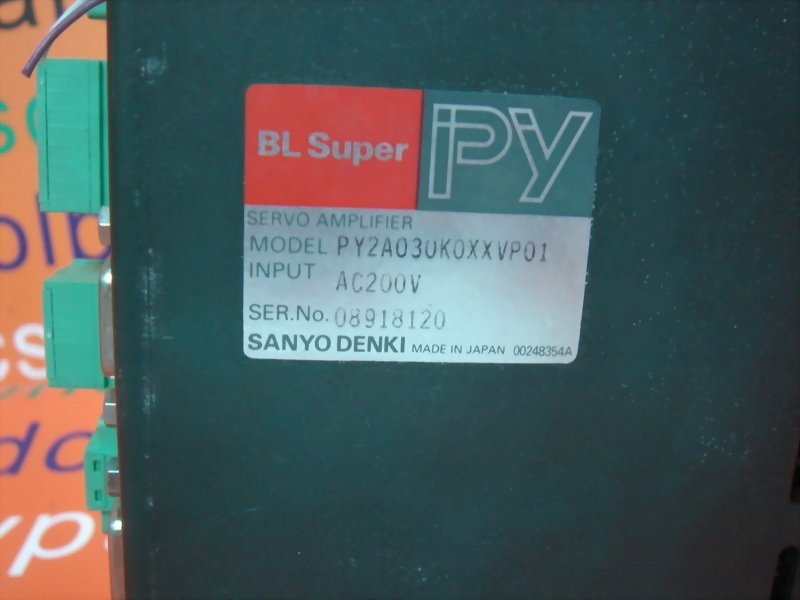 BL Super PY
SERVO AMPLIFIER
MODEL PY2A030K0XXVP01
INPUT AC200V
SER.No. 08918120
SANYO DENKI MADE IN JAPAN 00248354A